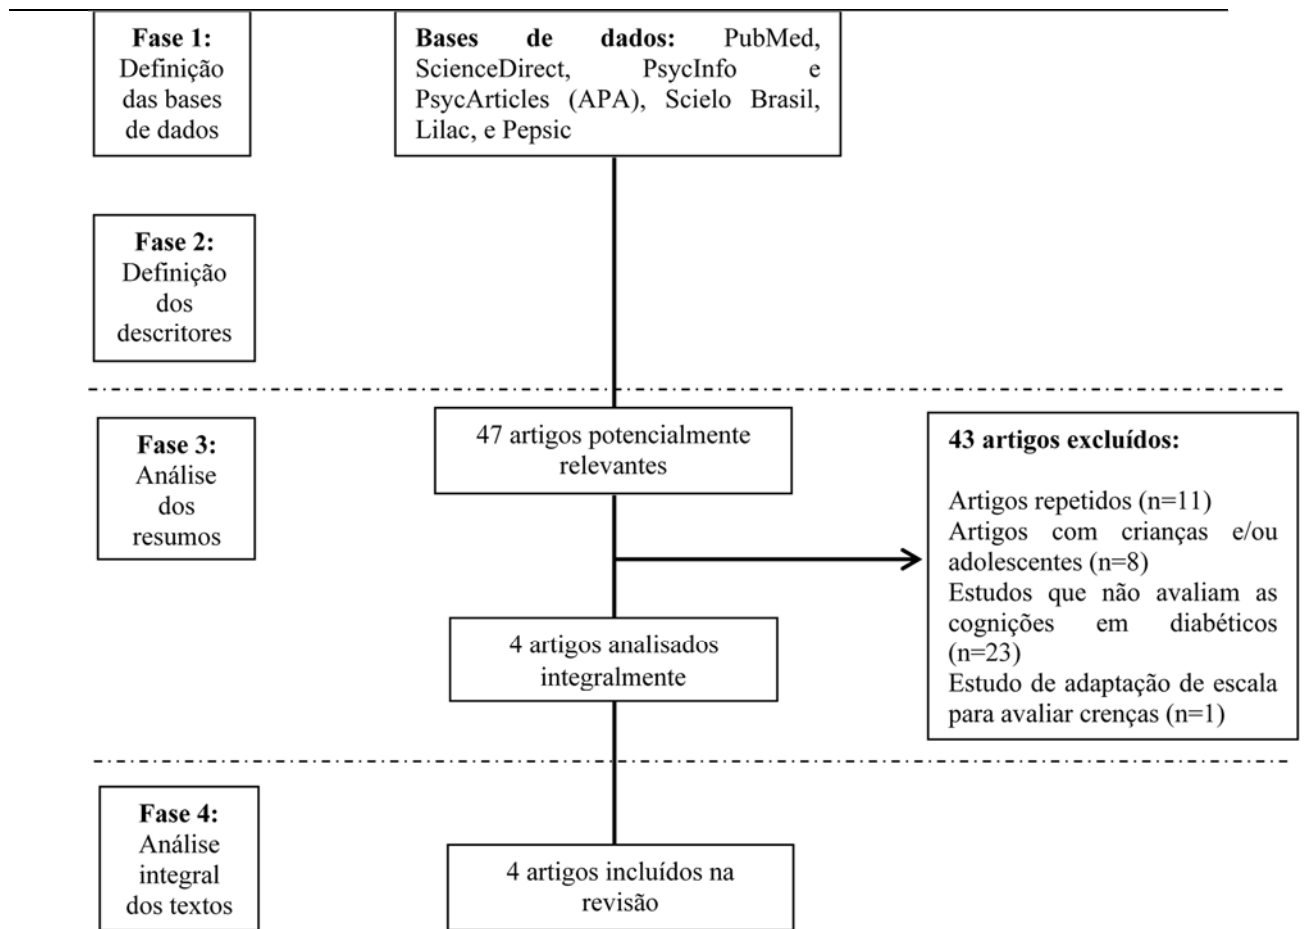 Fase 1:
Definição
das bases
de dados
Bases de dados: PubMed,
ScienceDirect, PsycInfo e
PsycArticles (APA), Scielo Brasil,
Lilac, e Pepsic
Fase 2:
Definição
dos
descritores
Fase 3:
Análise
dos
resumos
47 artigos potencialmente
relevantes
43 artigos excluídos:
Artigos repetidos (n=11)
Artigos com crianças e/ou
adolescentes (n=8)
Estudos que não avaliam as
cognições em diabéticos
(n=23)
Estudo de adaptação de escala
para avaliar crenças (n=1)
4 artigos analisados
integralmente
Fase 4:
Análise
integral
dos textos
4 artigos incluídos na
revisão